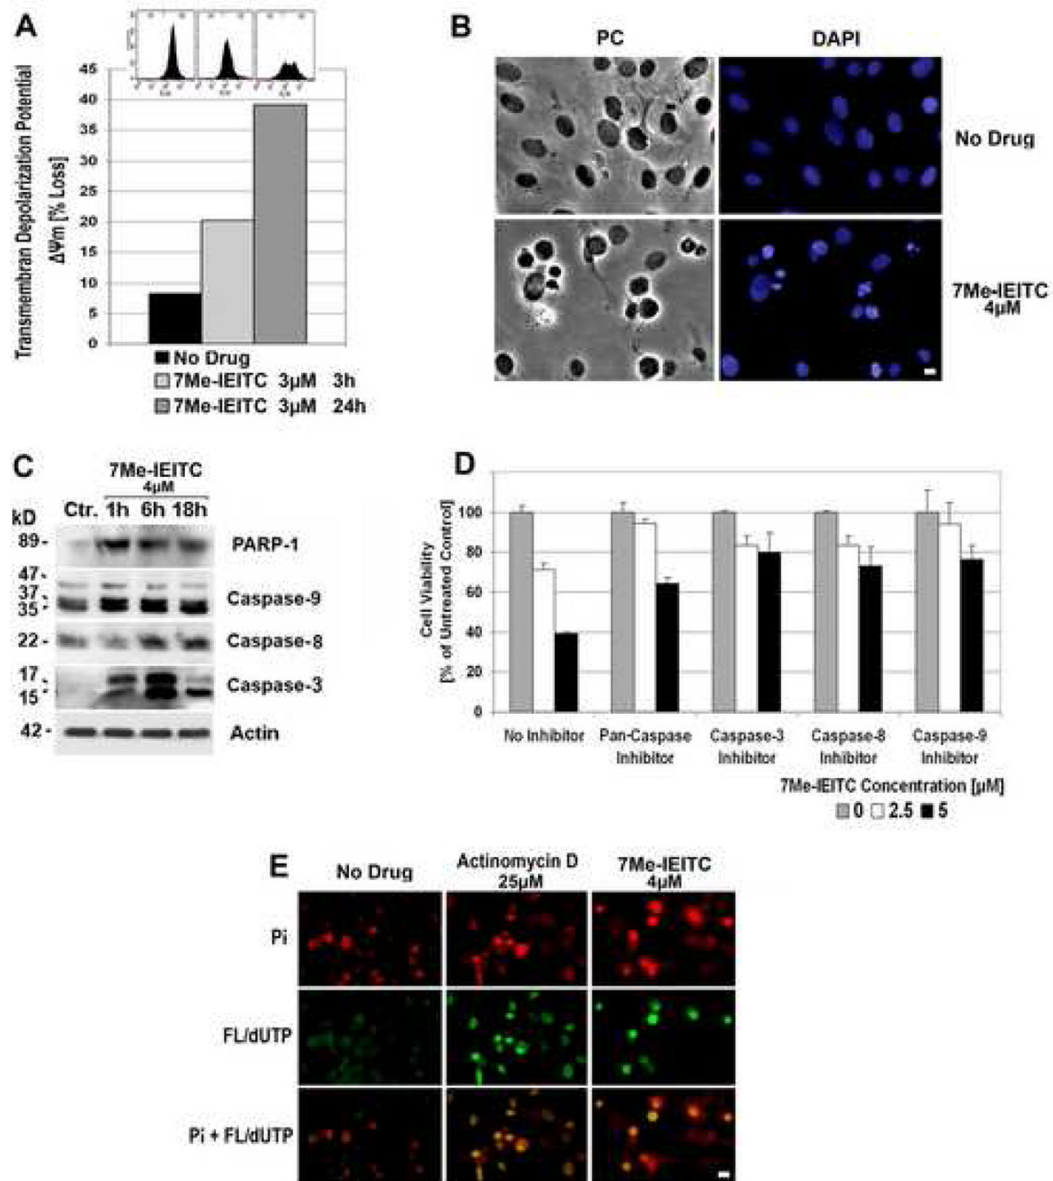 A
45
40
35
30
25
20
15
10
5
0
Transmembran Depolarization Potential
ΔΨm [% Loss]
No Drug
7Me-IEITC 3µM 3h
7Me-IEITC 3µM 24h
B
PC DAPI
No Drug
7Me-IEITC
4µM
C
7Me-IEITC
4µM
kD Ctr. 1h 6h 18h
89- PARP-1
47-
37-
35- Caspase-9
22- Caspase-8
17-
15- Caspase-3
42- Actin
D
Cell Viability
[% of Untreated Control]
100
80
60
40
20
0
No Inhibitor Pan-Caspase Inhibitor Caspase-3 Inhibitor Caspase-8 Inhibitor Caspase-9 Inhibitor
7Me-IEITC Concentration [µM]
0 2.5 5
E
No Drug Actinomycin D 25µM 7Me-IEITC 4µM
Pi
FL/dUTP
Pi + FL/dUTP